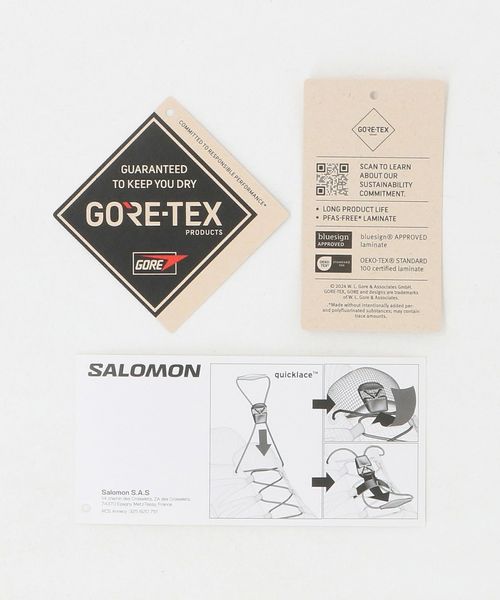 COMMITTED TO RESPONSIBLE PERFORMANCE*
GUARANTEED
TO KEEP YOU DRY
GORE-TEX
PRODUCTS
GORE
GORE-TEX
SCAN TO LEARN
ABOUT OUR
SUSTAINABILITY
COMMITMENT.
• LONG PRODUCT LIFE
• PFAS-FREE* LAMINATE
bluesign
APPROVED
bluesign® APPROVED
laminate
OEKO-TEX® STANDARD
100 certified laminate
© 2024 W. L. Gore & Associates GmbH.
GORE-TEX, GORE and designs are trademarks
of W. L. Gore & Associates.
*Made without intentionally added per-
and polyfluorinated substances; may contain
trace amounts.
SALOMON
quicklace™
Salomon S.A.S